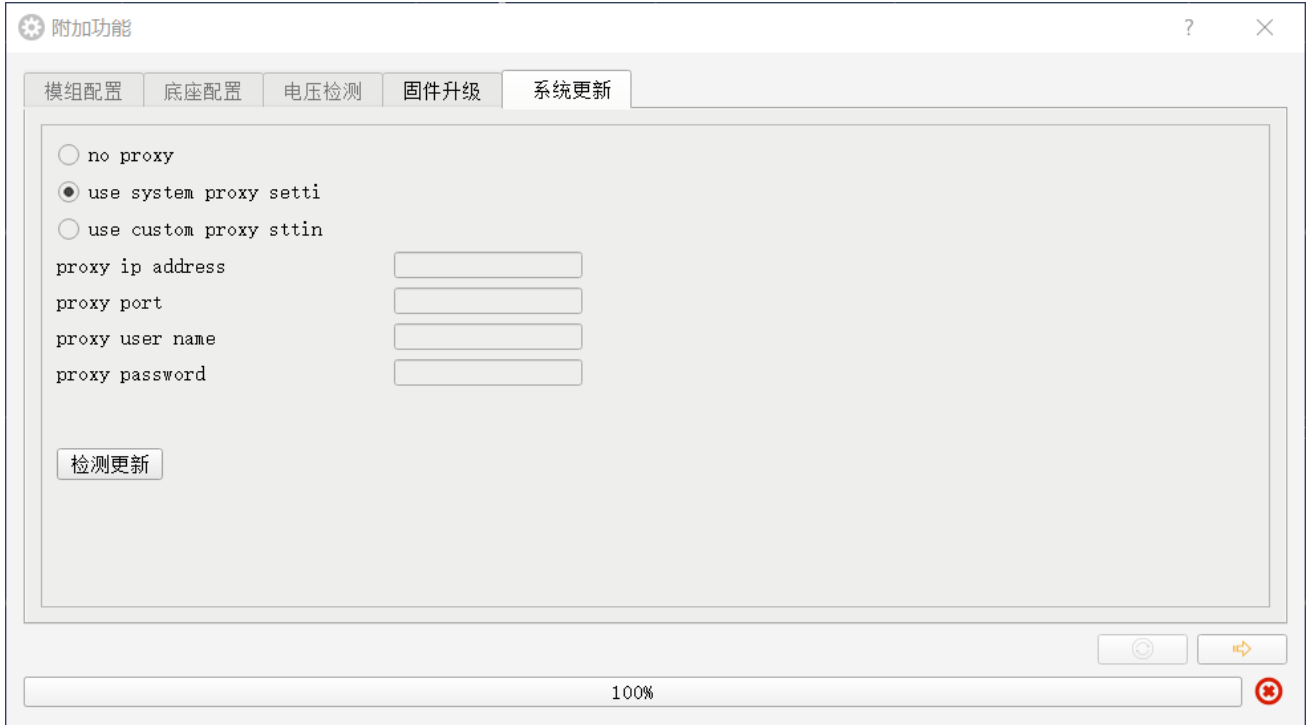 附加功能
模组配置 底座配置 电压检测 固件升级 系统更新
no proxy
use system proxy setti
use custom proxy sttin
proxy ip address
proxy port
proxy user name
proxy password
检测更新
100%